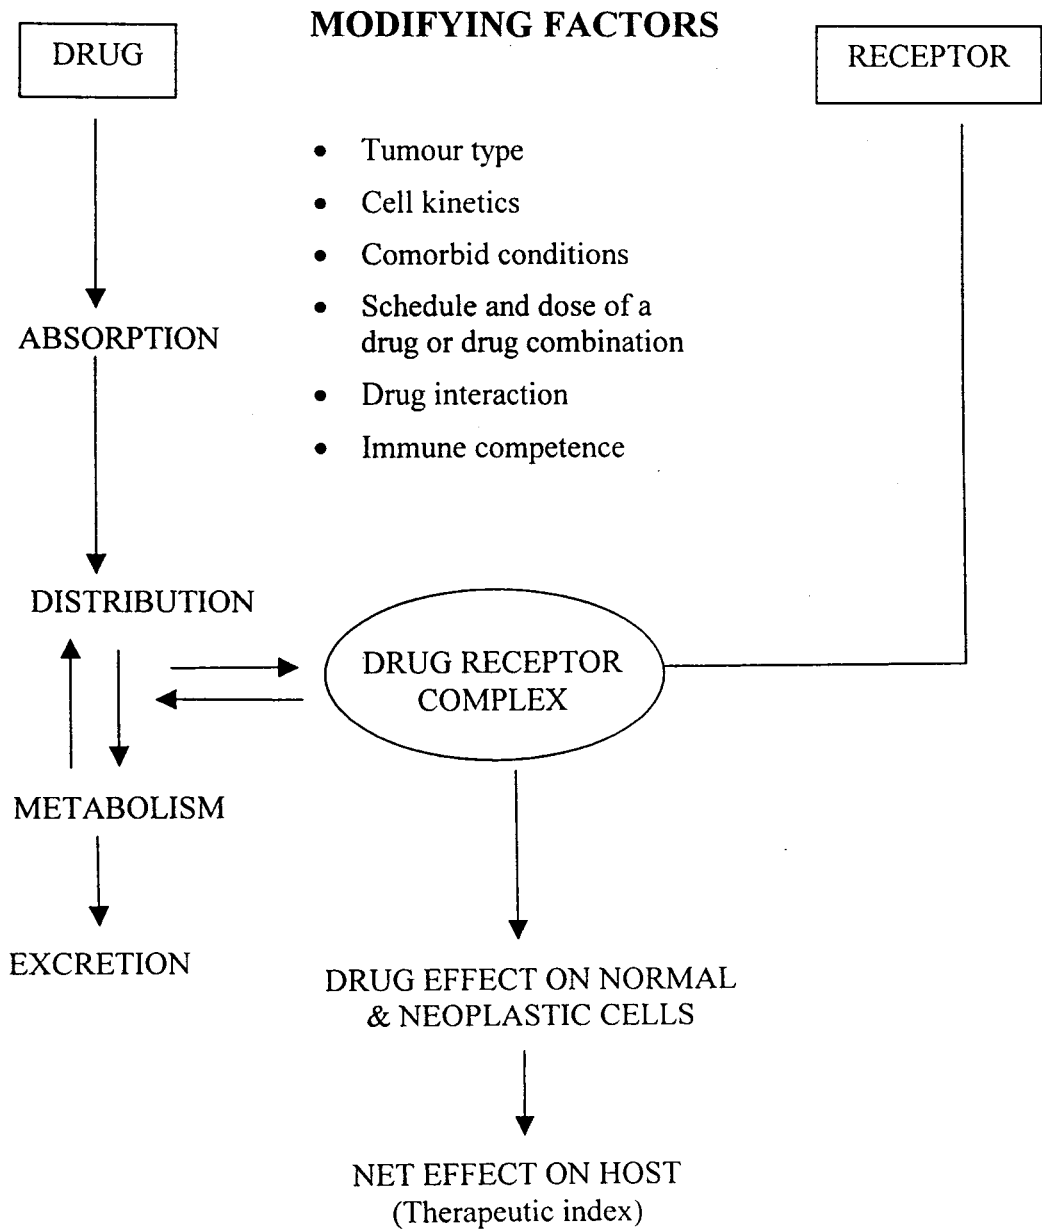 MODIFYING FACTORS
DRUG
RECEPTOR
• Tumour type
• Cell kinetics
• Comorbid conditions
• Schedule and dose of a
drug or drug combination
• Drug interaction
• Immune competence
ABSORPTION
DISTRIBUTION
DRUG RECEPTOR
COMPLEX
METABOLISM
EXCRETION
DRUG EFFECT ON NORMAL
& NEOPLASTIC CELLS
NET EFFECT ON HOST
(Therapeutic index)